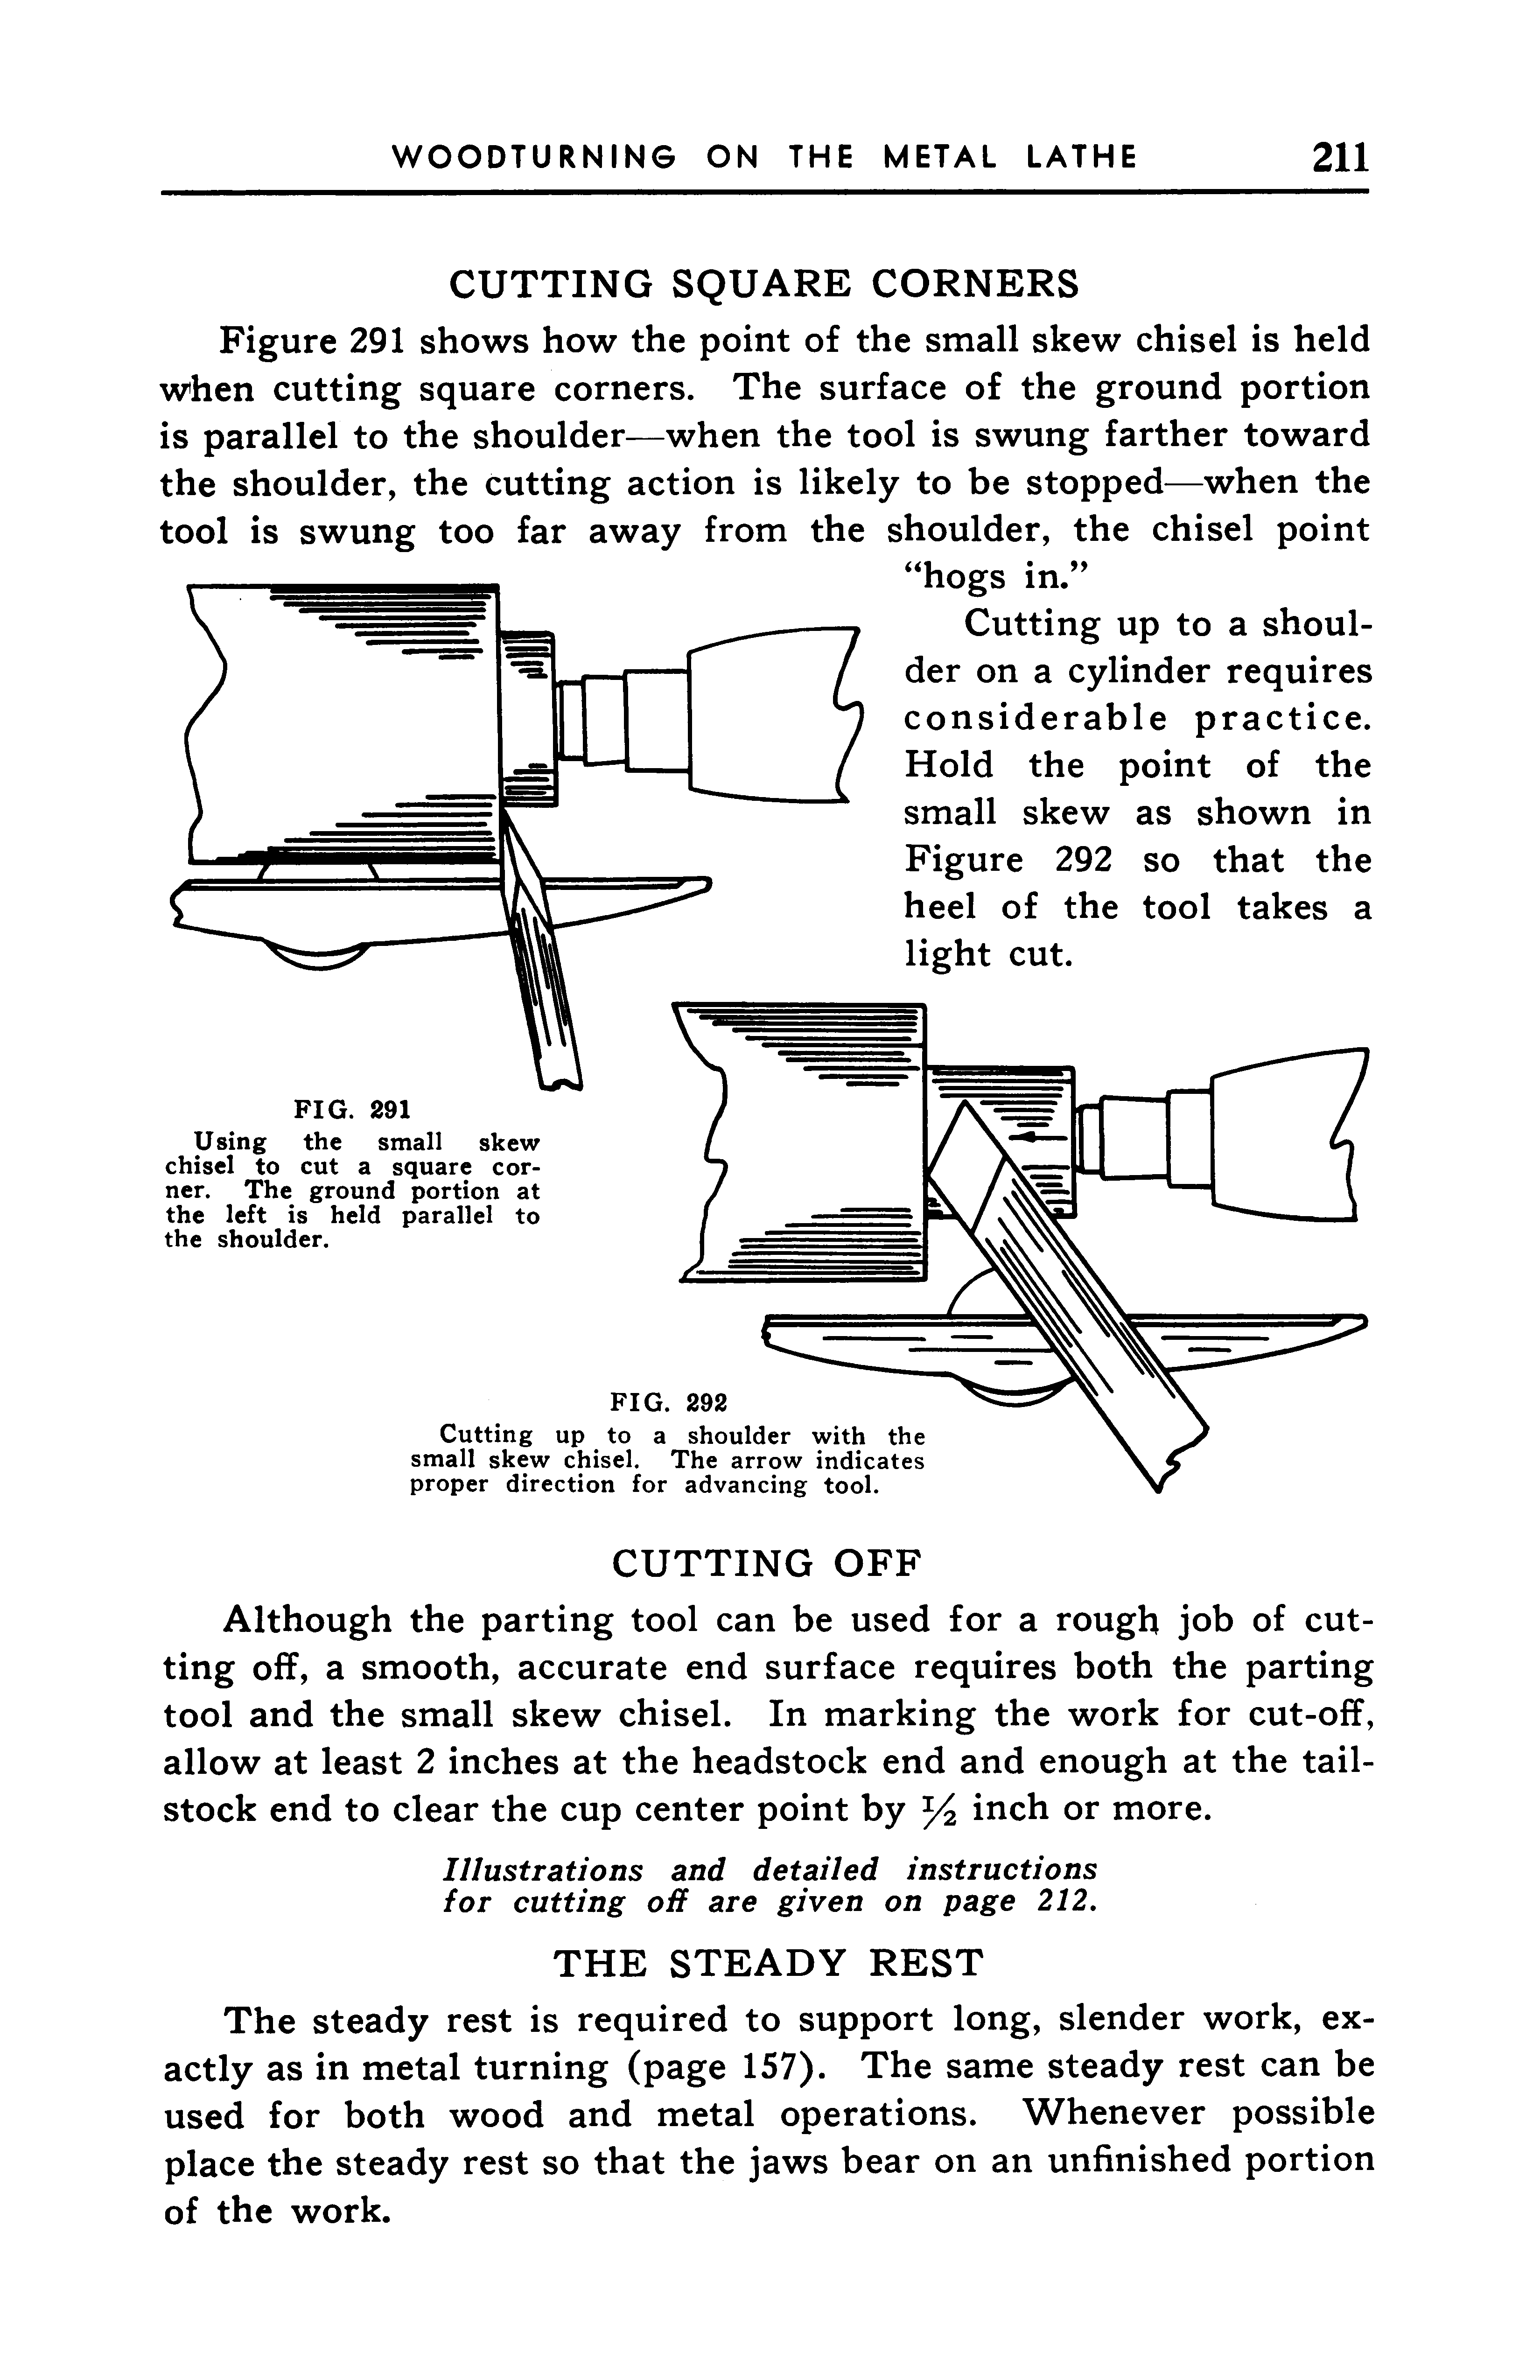 WOODTURNING ON THE METAL LATHE 211
CUTTING SQUARE CORNERS
Figure 291 shows how the point of the small skew chisel is held
when cutting square corners. The surface of the ground portion
is parallel to the shoulder—when the tool is swung farther toward
the shoulder, the cutting action is likely to be stopped—when the
tool is swung too far away from the shoulder, the chisel point
“hogs in.”
Cutting up to a shoul-
der on a cylinder requires
considerable practice.
Hold the point of the
small skew as shown in
Figure 292 so that the
heel of the tool takes a
light cut.
FIG. 291
Using the small skew
chisel to cut a square cor-
ner. The ground portion at
the left is held parallel to
the shoulder.
FIG. 292
Cutting up to a shoulder with the
small skew chisel. The arrow indicates
proper direction for advancing tool.
CUTTING OFF
Although the parting tool can be used for a rough job of cut-
ting off, a smooth, accurate end surface requires both the parting
tool and the small skew chisel. In marking the work for cut-off,
allow at least 2 inches at the headstock end and enough at the tail-
stock end to clear the cup center point by ½ inch or more.
Illustrations and detailed instructions
for cutting off are given on page 212.
THE STEADY REST
The steady rest is required to support long, slender work, ex-
actly as in metal turning (page 157). The same steady rest can be
used for both wood and metal operations. Whenever possible
place the steady rest so that the jaws bear on an unfinished portion
of the work.